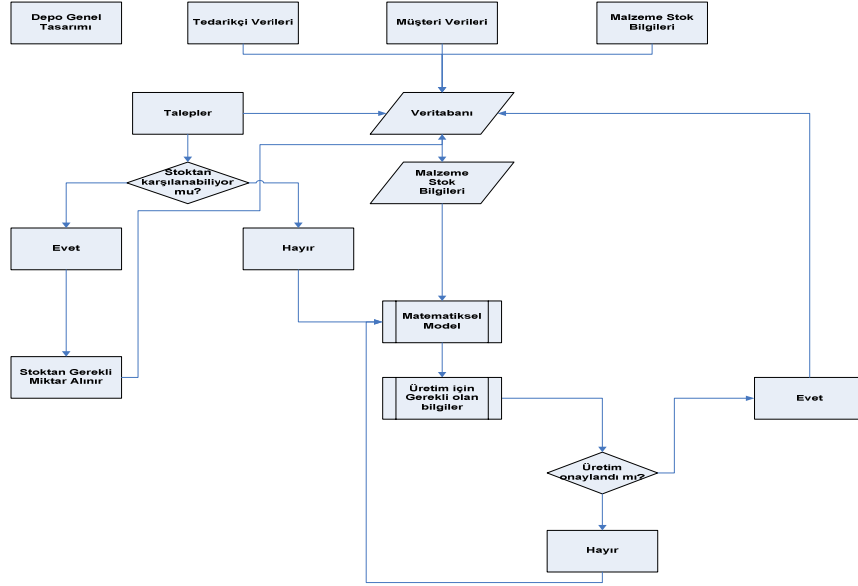 Depo Genel
Tasarımı
Tedarikçi Verileri
Müşteri Verileri
Malzeme Stok
Bilgileri
Talepler
Veritabanı
Stoktan
karşılanabiliyor
mu?
Malzeme
Stok
Bilgileri
Evet
Hayır
Matematiksel
Model
Stoktan Gerekli
Miktar Alınır
Üretim için
Gerekli olan
bilgiler
Evet
Üretim
onaylandı mı?
Hayır